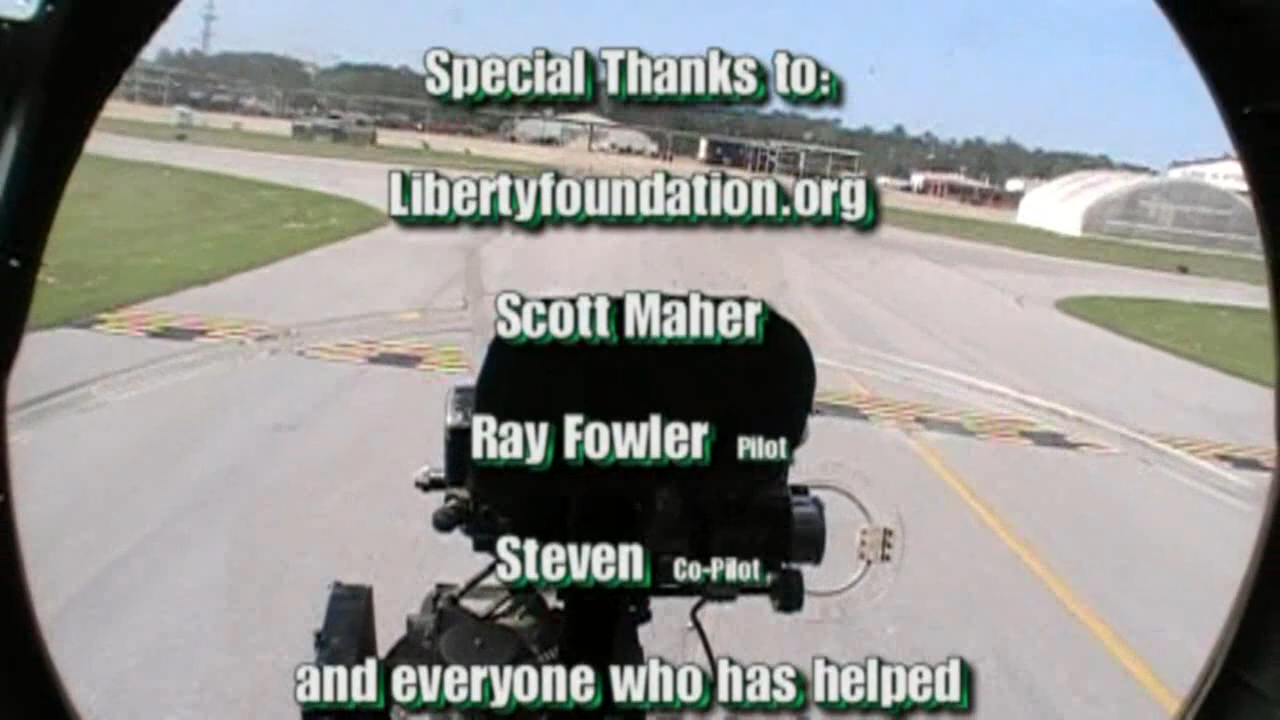 Special Thanks to:
Libertyfoundation.org
Scott Maher
Ray Fowler Pilot
Steven Co-Pilot
and everyone who has helped